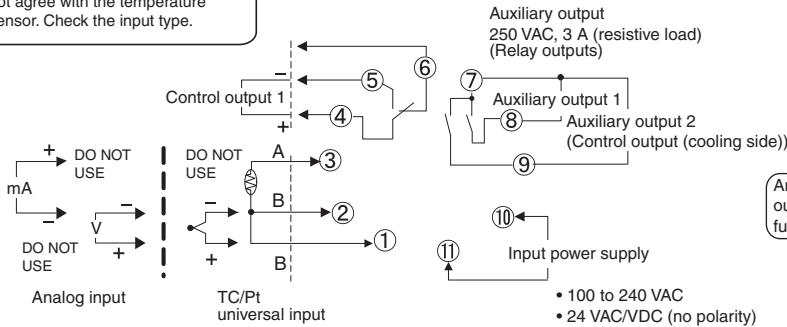 ot agree with the temperature
ensor. Check the input type.
Auxiliary output
250 VAC, 3 A (resistive load)
(Relay outputs)
⑥
−
⑤
⑦
Control output 1
Auxiliary output 1
④
⑧
+
Auxiliary output 2
(Control output (cooling side))
⑨
+
DO NOT
USE
DO NOT
USE
A
③
mA
−
−
V
+
−
+
B
②
①
B
DO NOT
USE
⑩
⑪
Input power supply
Analog input
TC/Pt
universal input
• 100 to 240 VAC
• 24 VAC/VDC (no polarity)
ou
fu